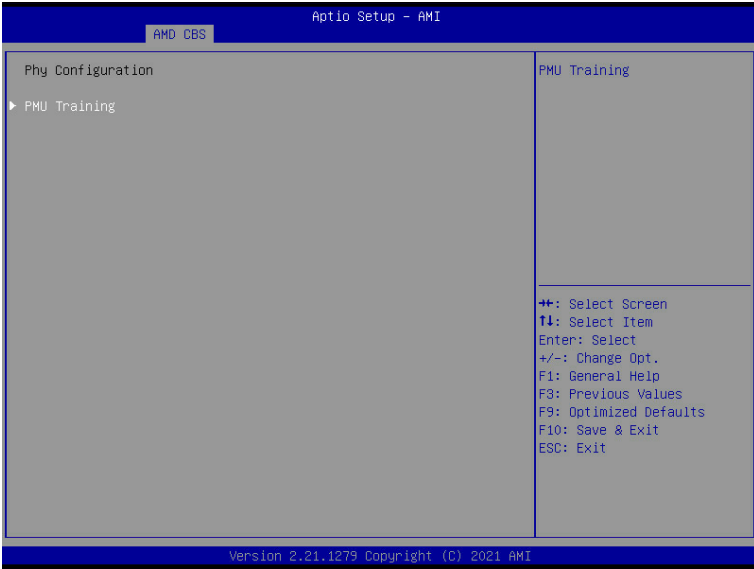 Aptio Setup – AMI
AMD CBS
Phy Configuration
PMU Training
PMU Training
→←: Select Screen
↑↓: Select Item
Enter: Select
+/-: Change Opt.
F1: General Help
F3: Previous Values
F9: Optimized Defaults
F10: Save & Exit
ESC: Exit
Version 2.21.1279 Copyright (C) 2021 AMI